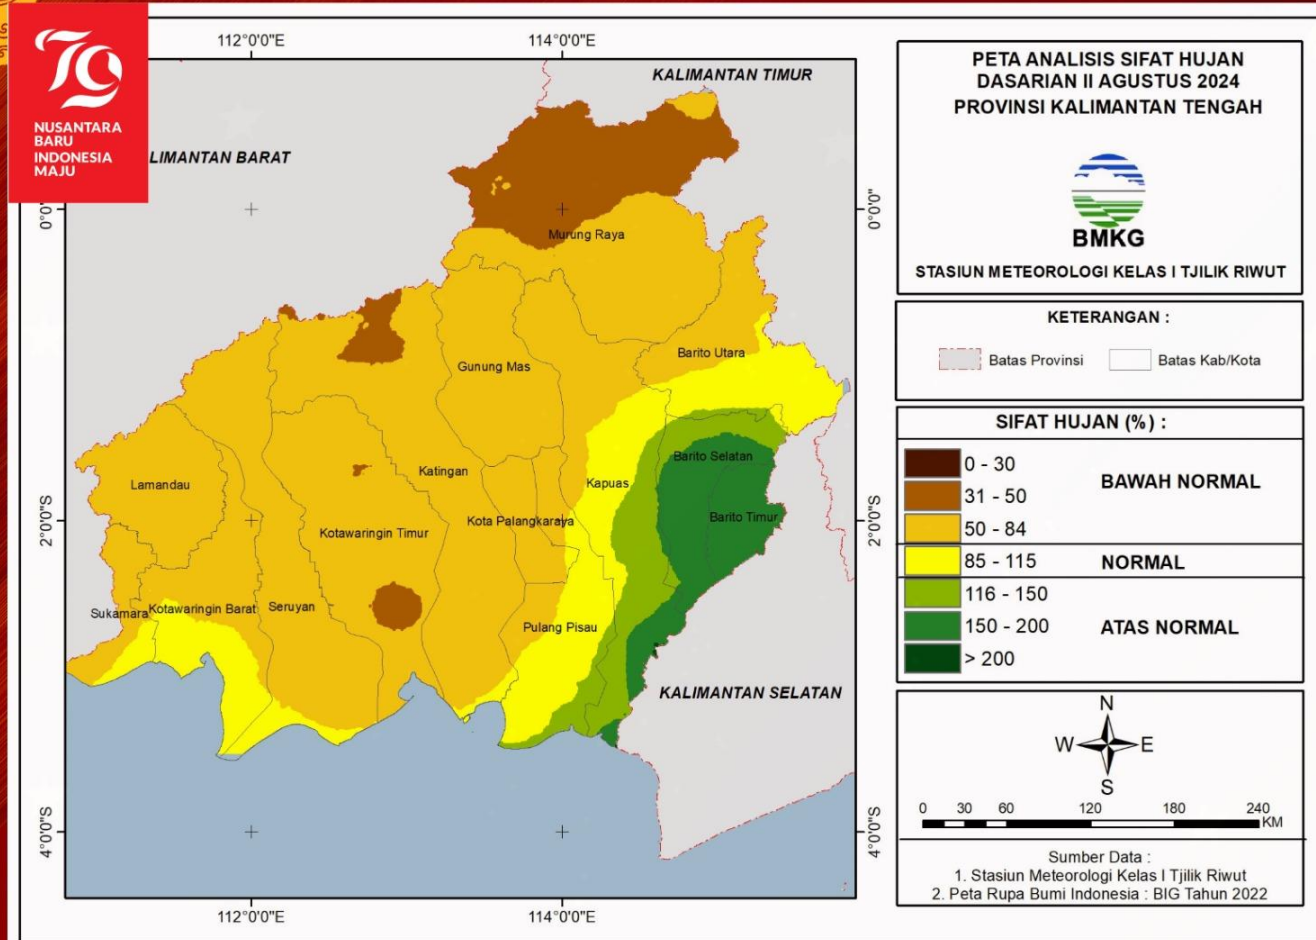 NUSANTARA
BARU
INDONESIA
MAJU
112°0'0"E
114°0'0"E
KALIMANTAN TIMUR
LIMANTAN BARAT
0°0'0"
0°0'0"
Murung Raya
Barito Utara
Gunung Mas
Barito Selatan
Katingan
Lamandau
Kapuas
2°0'0"S
Kota Palangkaraya
Barito Timur
2°0'0"S
Kotawaringin Timur
Sukamara
Kotawaringin Barat
Seruyan
Pulang Pisau
KALIMANTAN SELATAN
4°0'0"S
4°0'0"S
112°0'0"E
114°0'0"E
PETA ANALISIS SIFAT HUJAN
DASARIAN II AGUSTUS 2024
PROVINSI KALIMANTAN TENGAH
BMKG
STASIUN METEOROLOGI KELAS I TJILIK RIWUT
KETERANGAN :
Batas Provinsi
Batas Kab/Kota
SIFAT HUJAN (%) :
0 - 30
31 - 50
BAWAH NORMAL
50 - 84
85 - 115
NORMAL
116 - 150
150 - 200
ATAS NORMAL
> 200
N
W
E
S
0 30 60 120 180 240
KM
Sumber Data :
1. Stasiun Meteorologi Kelas I Tjilik Riwut
2. Peta Rupa Bumi Indonesia : BIG Tahun 2022